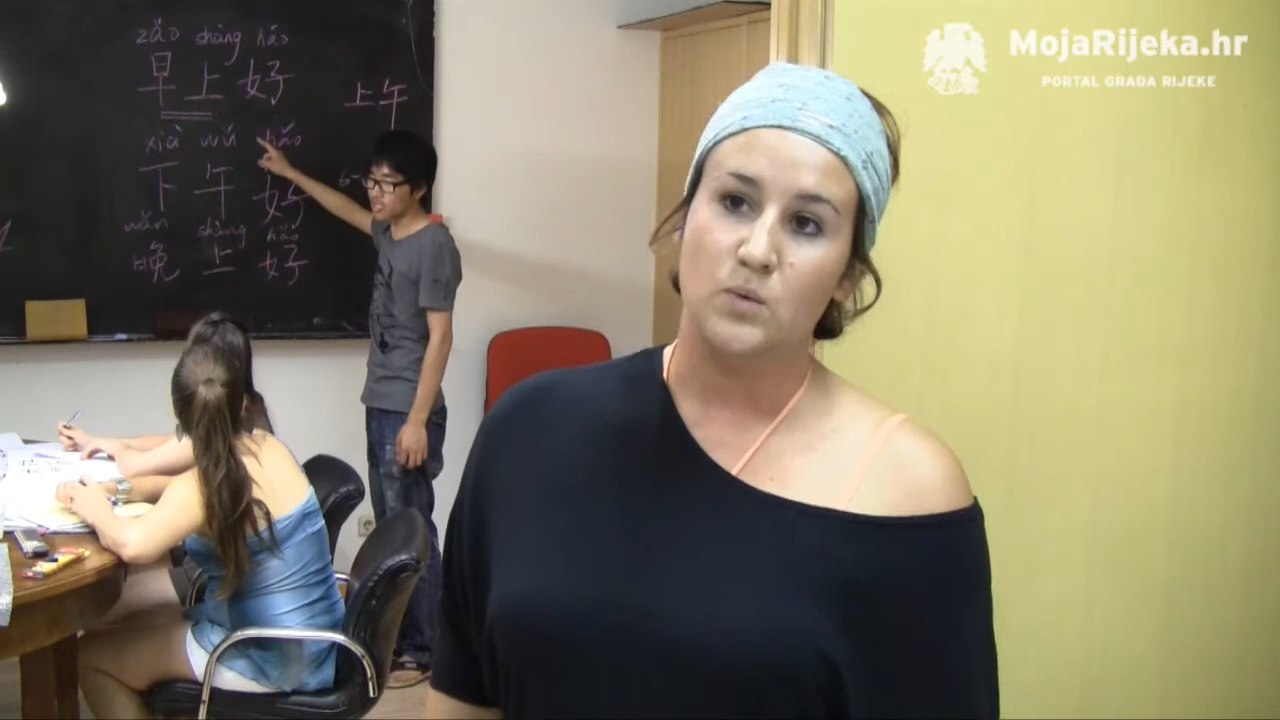 zǎo shàng hǎo
早上好
上午
xià wǔ hǎo
下午好
wǎn shàng hǎo
晚上好
MojaRijeka.hr
PORTAL GRADA RIJEKE